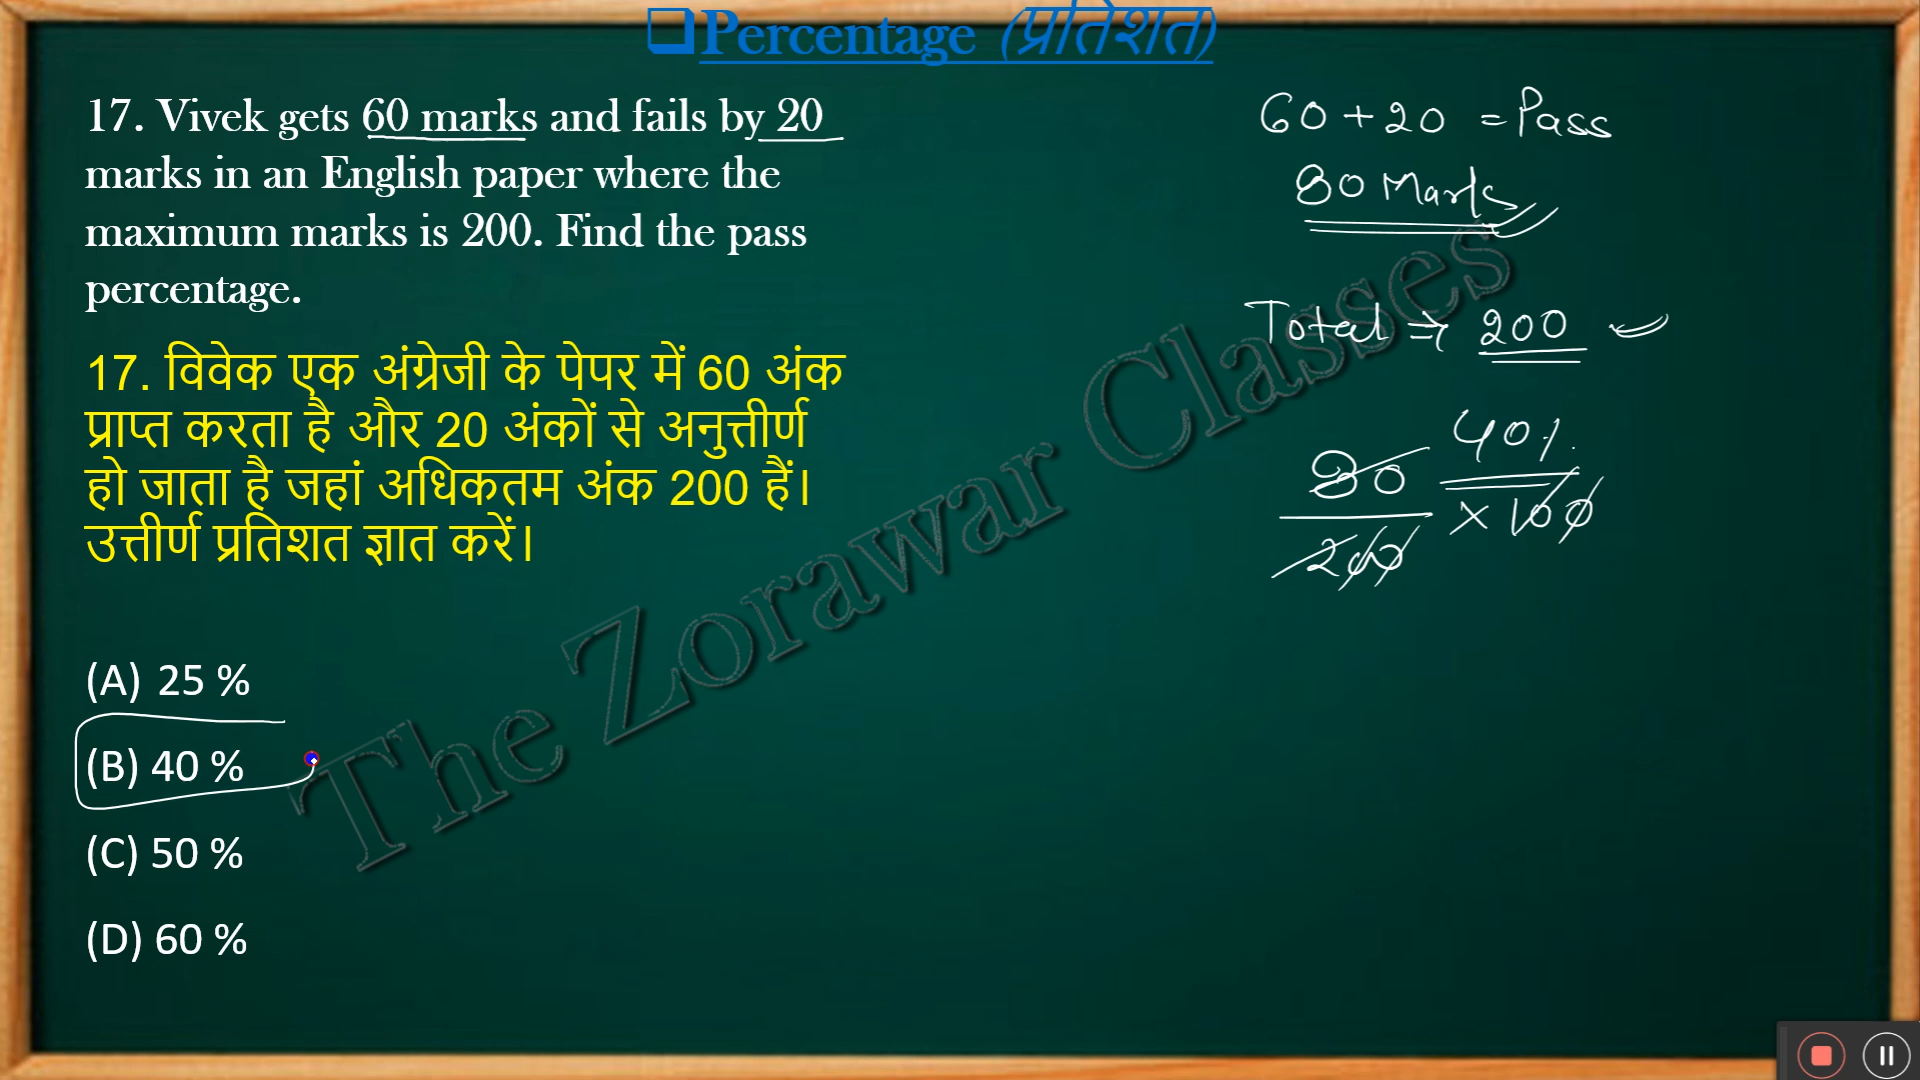 ❑Percentage (प्रतिशत)
17. Vivek gets 60 marks and fails by 20
marks in an English paper where the
maximum marks is 200. Find the pass
percentage.
17. विवेक एक अंग्रेजी के पेपर में 60 अंक
प्राप्त करता है और 20 अंकों से अनुत्तीर्ण
हो जाता है जहां अधिकतम अंक 200 हैं।
उत्तीर्ण प्रतिशत ज्ञात करें।
(A) 25 %
(B) 40 %
(C) 50 %
(D) 60 %
60 + 20 = Pass
80 Marks
Total ⇒ 200
40%
80
× 100
200
The Zorawar Classes